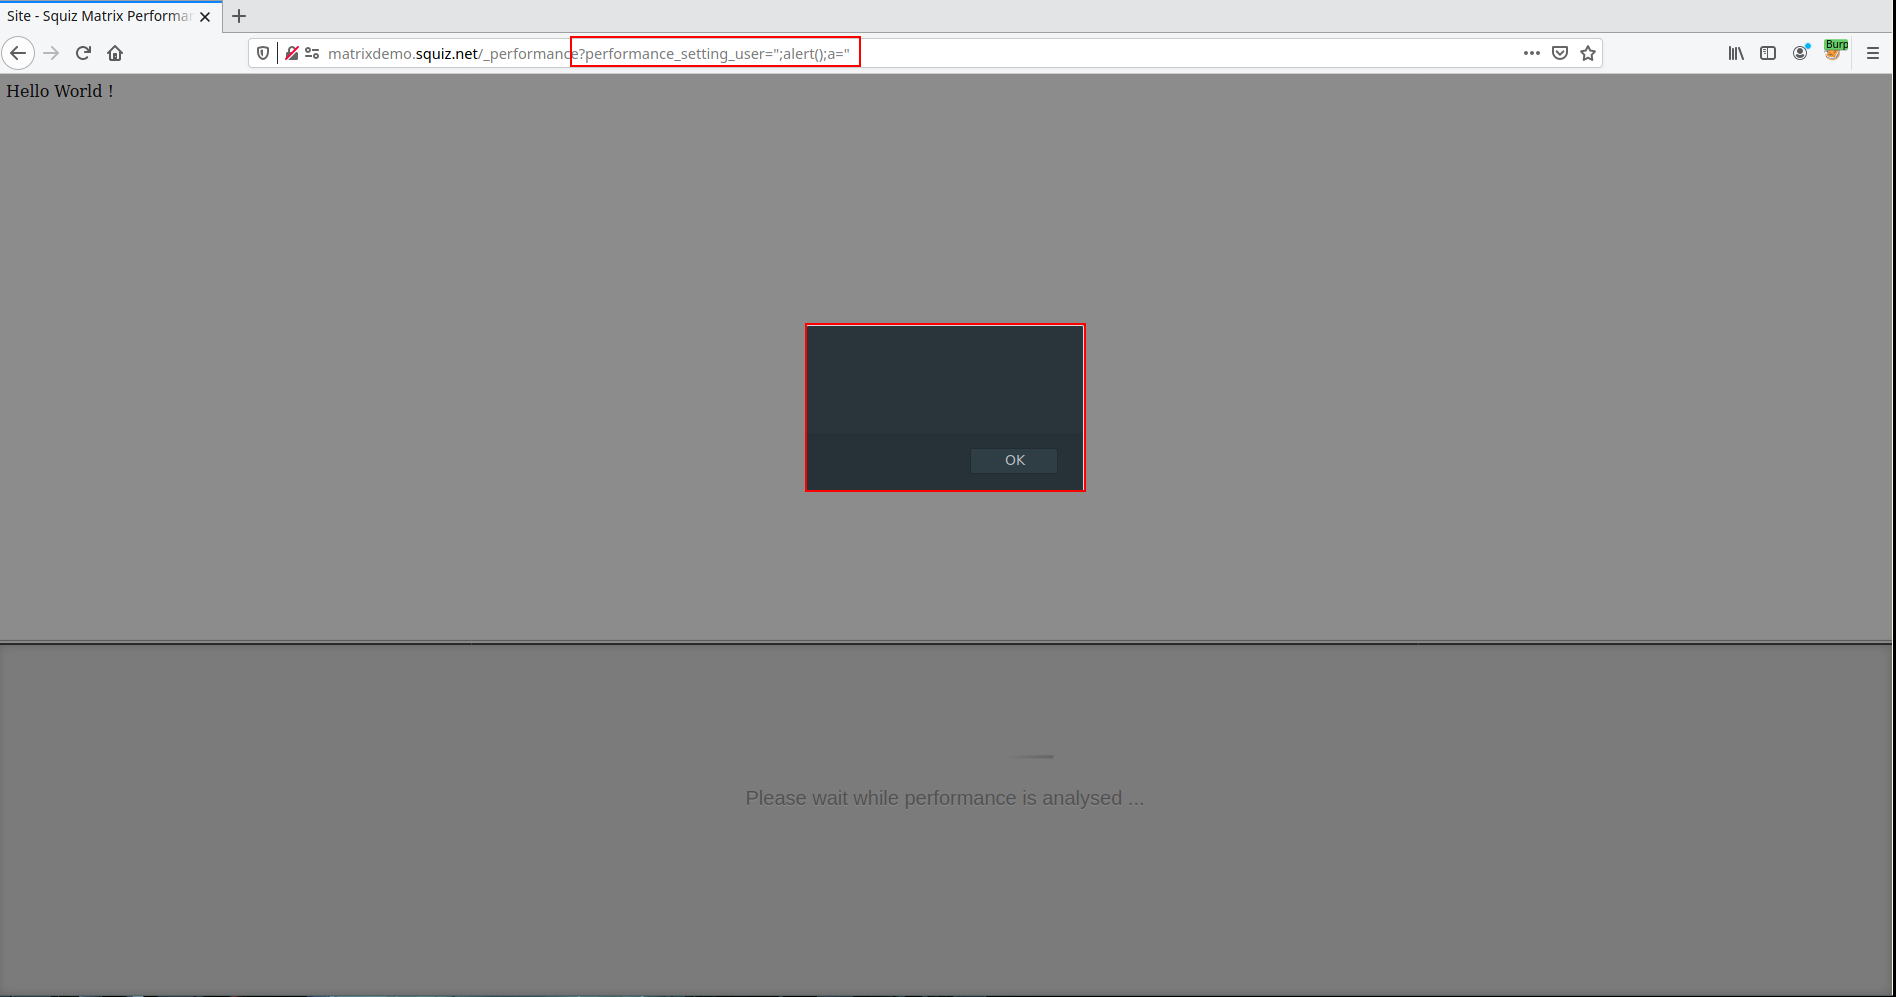 Site - Squiz Matrix Performa
matrixdemo.squiz.net/_performance?performance_setting_user=";alert();a="
Burp
Hello World !
OK
Please wait while performance is analysed ...